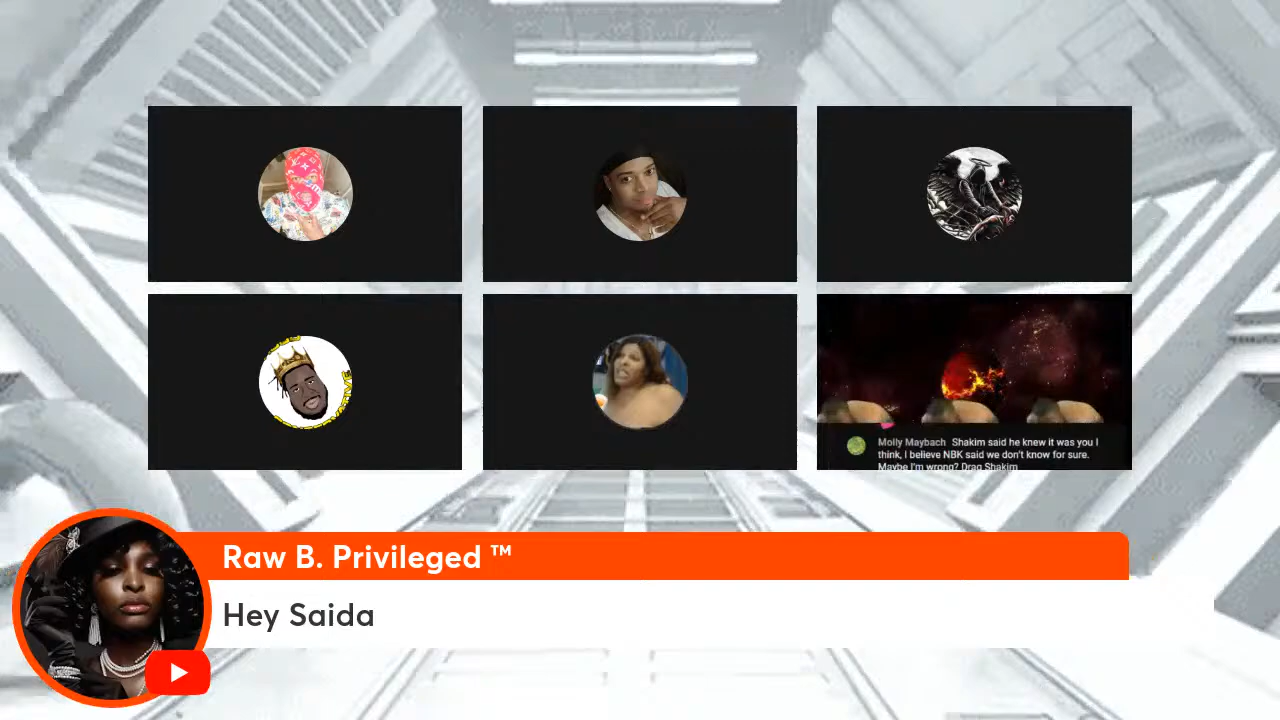 Molly Maybach Shakim said he knew it was you I
think, I believe NBK said we don't know for sure.
Maybe I'm wrong? Drag Shakim
Raw B. Privileged ™
Hey Saida